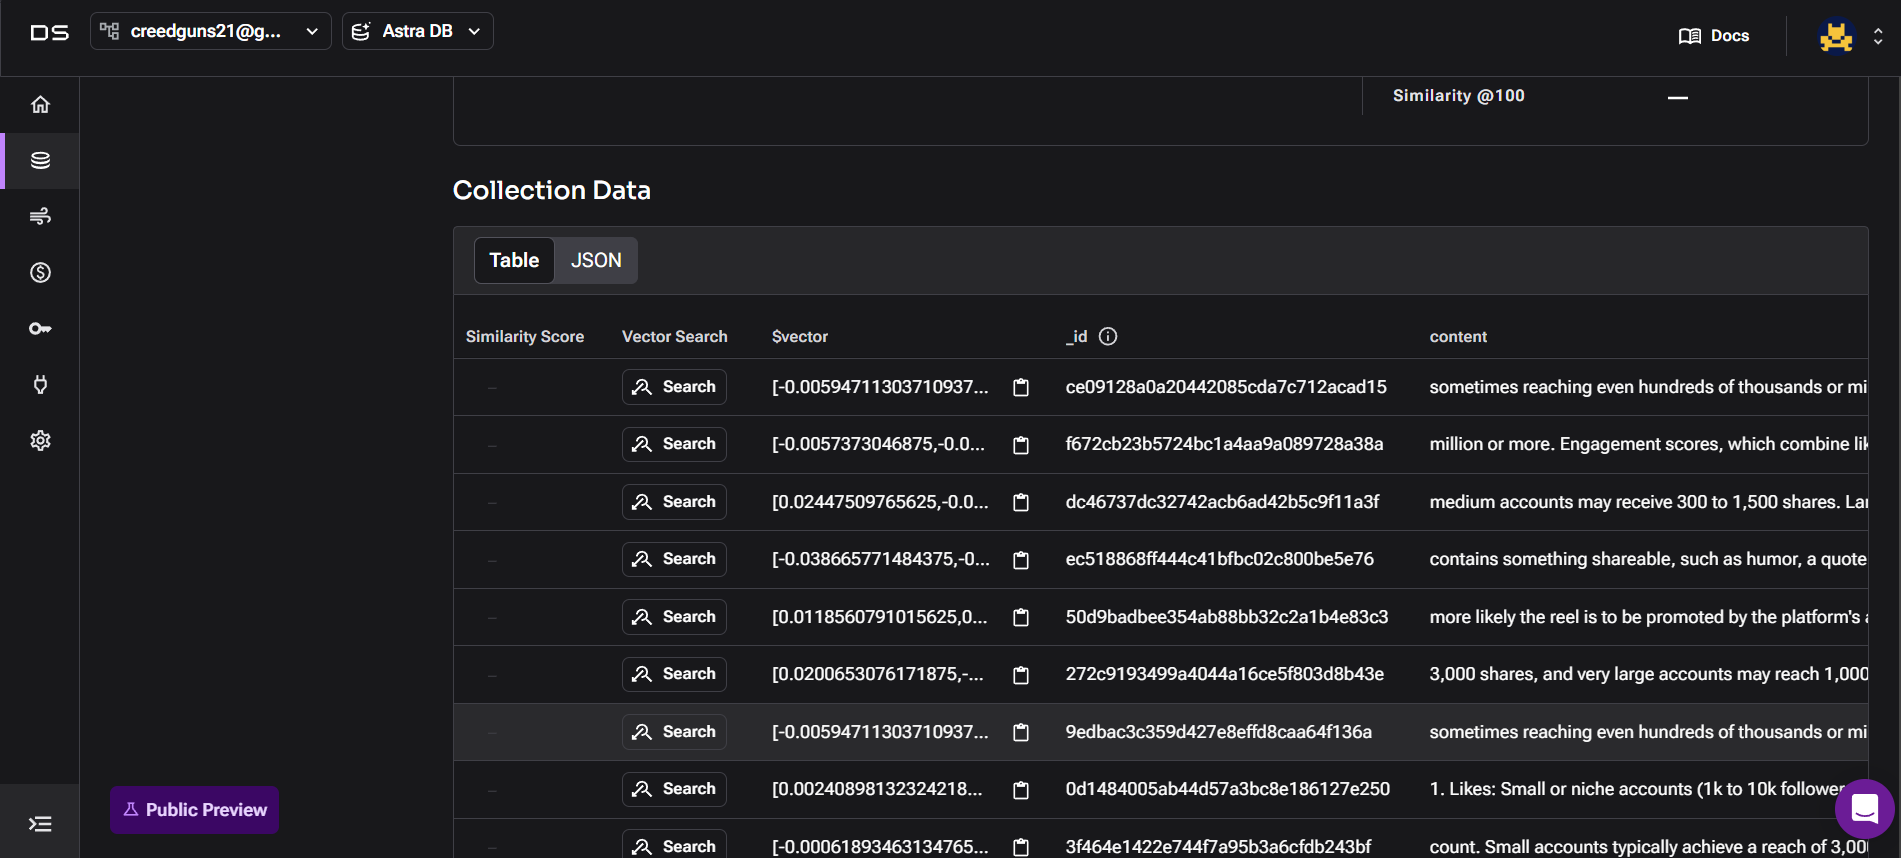 DS creedguns21@g... Astra DB Docs
Similarity @100 —
Collection Data
Table JSON
Similarity Score Vector Search $vector _id content
– Search [-0.00594711303710937... ce09128a0a20442085cda7c712acad15 sometimes reaching even hundreds of thousands or mi
– Search [-0.0057373046875,-0.0... f672cb23b5724bc1a4aa9a089728a38a million or more. Engagement scores, which combine lik
– Search [0.02447509765625,-0.0... dc46737dc32742acb6ad42b5c9f11a3f medium accounts may receive 300 to 1,500 shares. Lar
– Search [-0.038665771484375,-0... ec518868ff444c41bfbc02c800be5e76 contains something shareable, such as humor, a quote
– Search [0.0118560791015625,0... 50d9badbee354ab88bb32c2a1b4e83c3 more likely the reel is to be promoted by the platform's a
– Search [0.0200653076171875,-... 272c9193499a4044a16ce5f803d8b43e 3,000 shares, and very large accounts may reach 1,000
– Search [-0.00594711303710937... 9edbac3c359d427e8effd8caa64f136a sometimes reaching even hundreds of thousands or mi
– Search [0.00240898132324218... 0d1484005ab44d57a3bc8e186127e250 1. Likes: Small or niche accounts (1k to 10k follower
– Search [-0.00061893463134765... 3f464e1422e744f7a95b3a6cfdb243bf count. Small accounts typically achieve a reach of 3,00
Public Preview